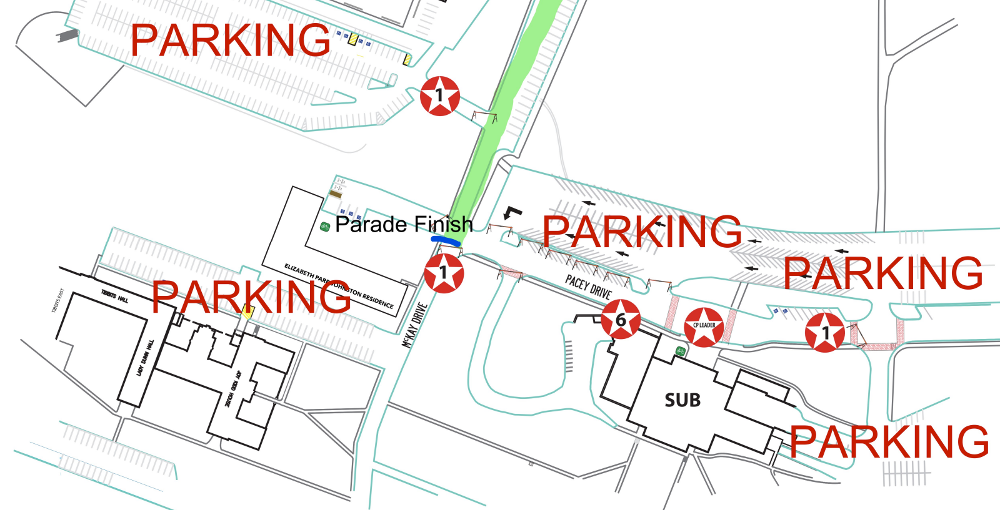 PARKING
1
Parade Finish
PARKING
PARKING
1
ELIZABETH PARR-JOHNSTON RESIDENCE
PACEY DRIVE
PARKING
TIBBITS HALL
TIBBITS EAST
McKAY DRIVE
6
CP LEADER
1
LADY DUNN HALL
JOY KIDD HOUSE
SUB
PARKING